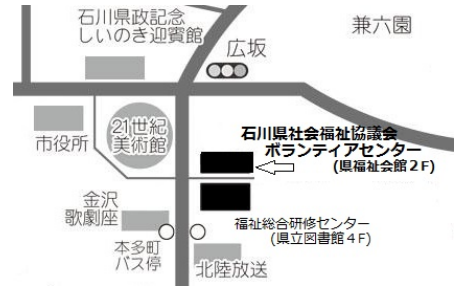 石川県政記念
しいのき迎賓館
広坂
兼六園
市役所
21世紀
美術館
石川県社会福祉協議会
ボランティアセンター
(県福祉会館2F)
金沢
歌劇座
福祉総合研修センター
(県立図書館4F)
本多町
バス停
北陸放送